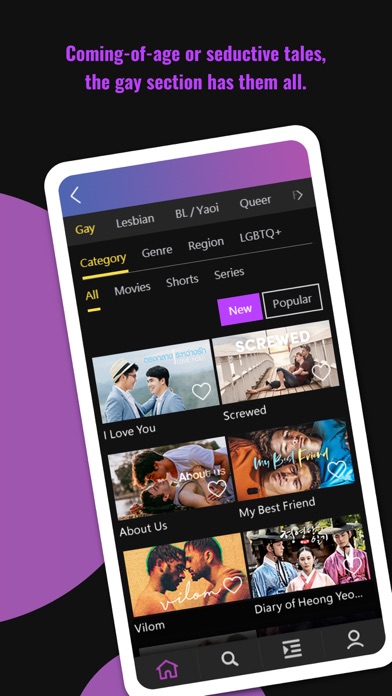 Coming-of-age or seductive tales,
the gay section has them all.
Gay Lesbian BL / Yaoi Queer
Category Genre Region LGBTQ+
All Movies Shorts Series
New Popular
SCREWED
I Love You
Screwed
About Us
My Best Friend
About Us
My Best Friend
vilom
Vilom
Diary of Heong Yeo...